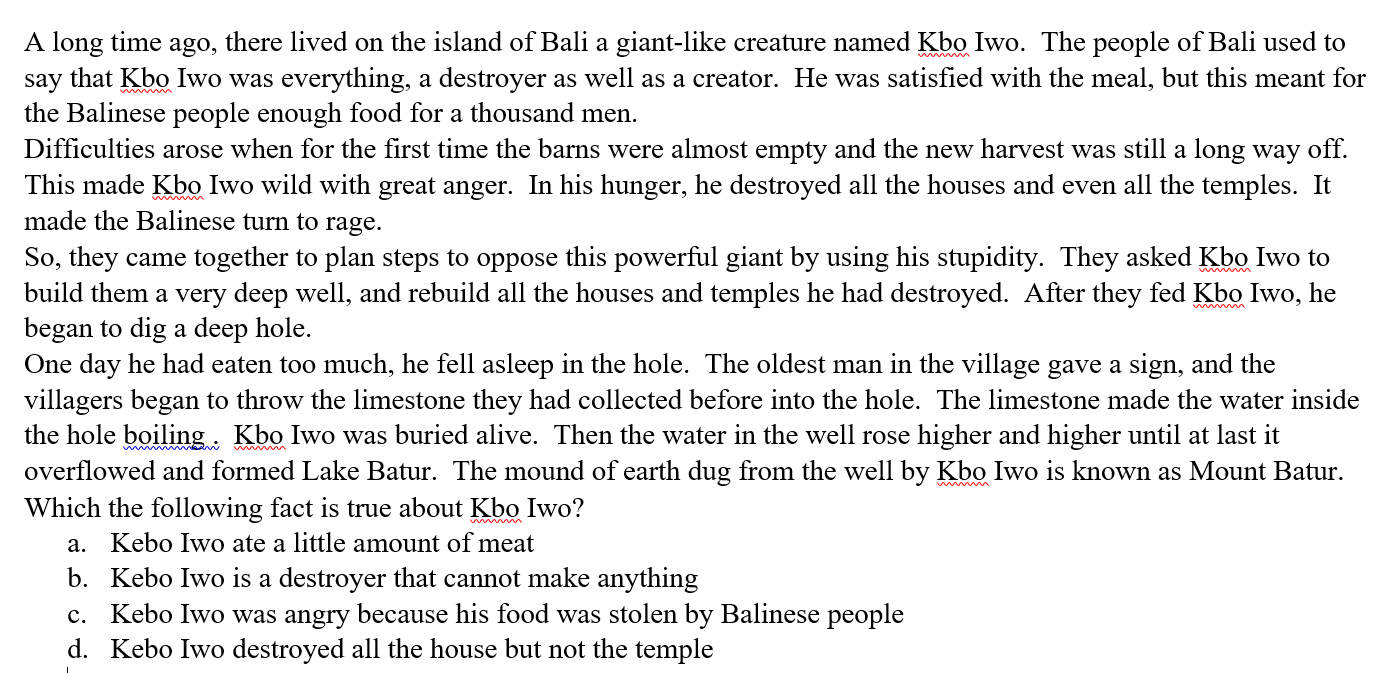 A long time ago, there lived on the island of Bali a giant-like creature named Kbo Iwo.  The people of Bali used to
say that Kbo Iwo was everything, a destroyer as well as a creator.  He was satisfied with the meal, but this meant for
the Balinese people enough food for a thousand men.
Difficulties arose when for the first time the barns were almost empty and the new harvest was still a long way off.
This made Kbo Iwo wild with great anger.  In his hunger, he destroyed all the houses and even all the temples.  It
made the Balinese turn to rage.
So, they came together to plan steps to oppose this powerful giant by using his stupidity.  They asked Kbo Iwo to
build them a very deep well, and rebuild all the houses and temples he had destroyed.  After they fed Kbo Iwo, he
began to dig a deep hole.
One day he had eaten too much, he fell asleep in the hole.  The oldest man in the village gave a sign, and the
villagers began to throw the limestone they had collected before into the hole.  The limestone made the water inside
the hole boiling .  Kbo Iwo was buried alive.  Then the water in the well rose higher and higher until at last it
overflowed and formed Lake Batur.  The mound of earth dug from the well by Kbo Iwo is known as Mount Batur.
Which the following fact is true about Kbo Iwo?
a. Kebo Iwo ate a little amount of meat
b. Kebo Iwo is a destroyer that cannot make anything
c. Kebo Iwo was angry because his food was stolen by Balinese people
d. Kebo Iwo destroyed all the house but not the temple